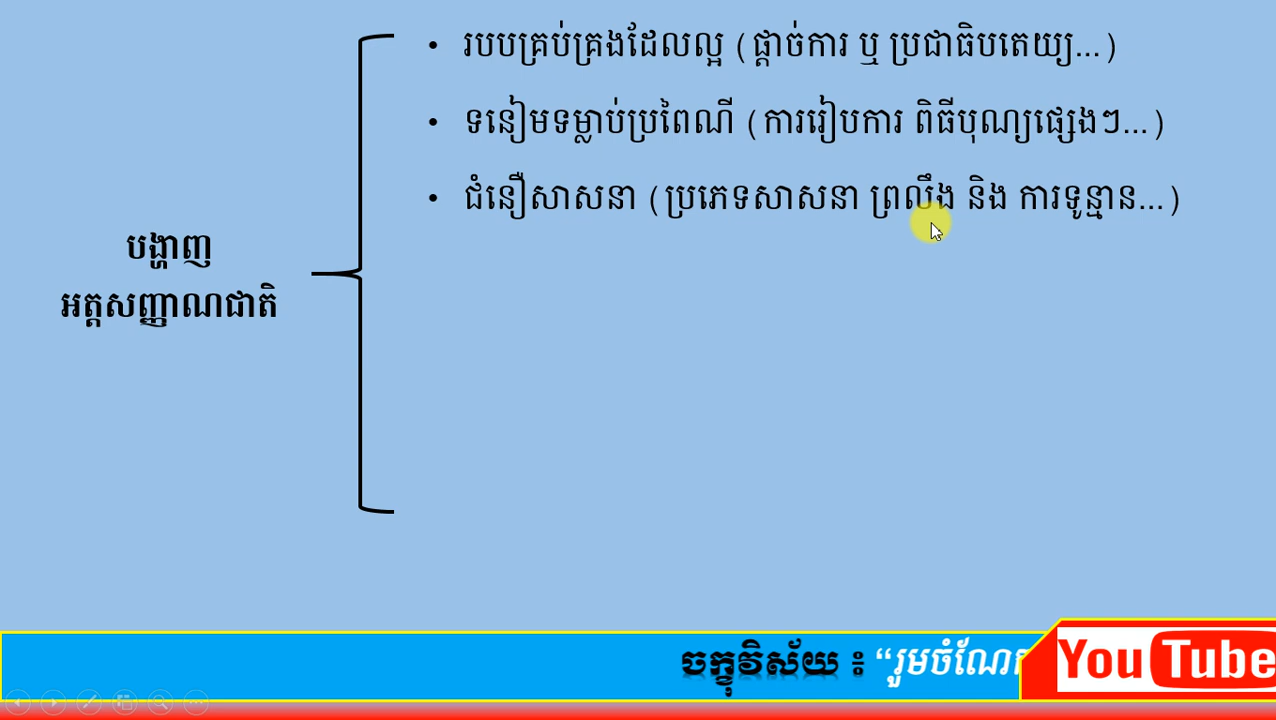 • របបគ្រប់គ្រងដែលល្អ (ផ្ដាច់ការ ឬ ប្រជាធិបតេយ្យ...)
• ទនៀមទម្លាប់ប្រពៃណី (ការរៀបការ ពិធីបុណ្យផ្សេងៗ...)
• ជំនឿសាសនា (ប្រភេទសាសនា ព្រលឹង និង ការទូន្មាន...)
បង្ហាញ
អត្តសញ្ញាណជាតិ
ចក្ខុវិស័យ ៖ “រួមចំណែ
YouTube